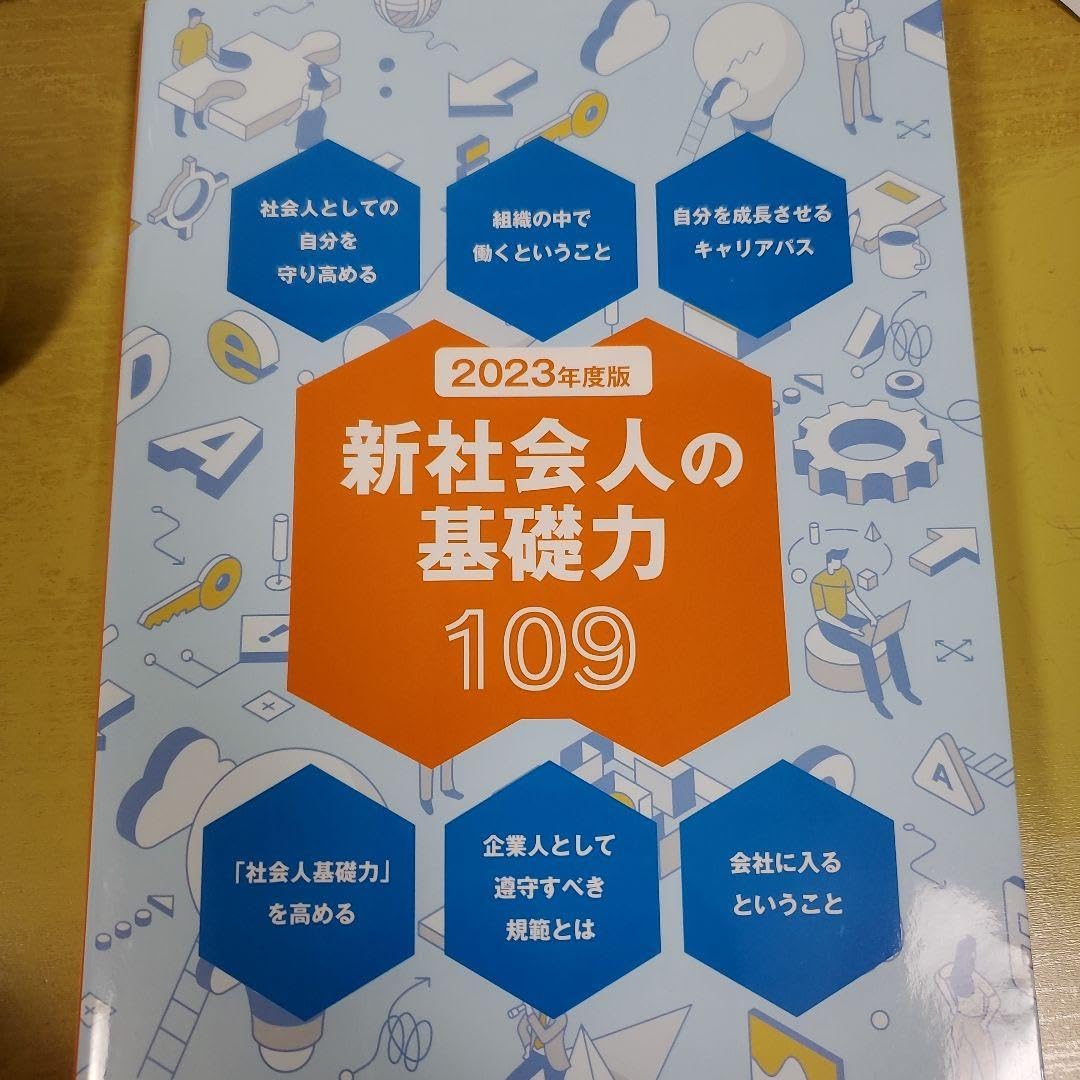 社会人としての
自分を
守り高める
組織の中で
働くということ
自分を成長させる
キャリアパス
2023年度版
新社会人の
基礎力
109
「社会人基礎力」
を高める
企業人として
遵守すべき
規範とは
会社に入る
ということ
D
e
A
A